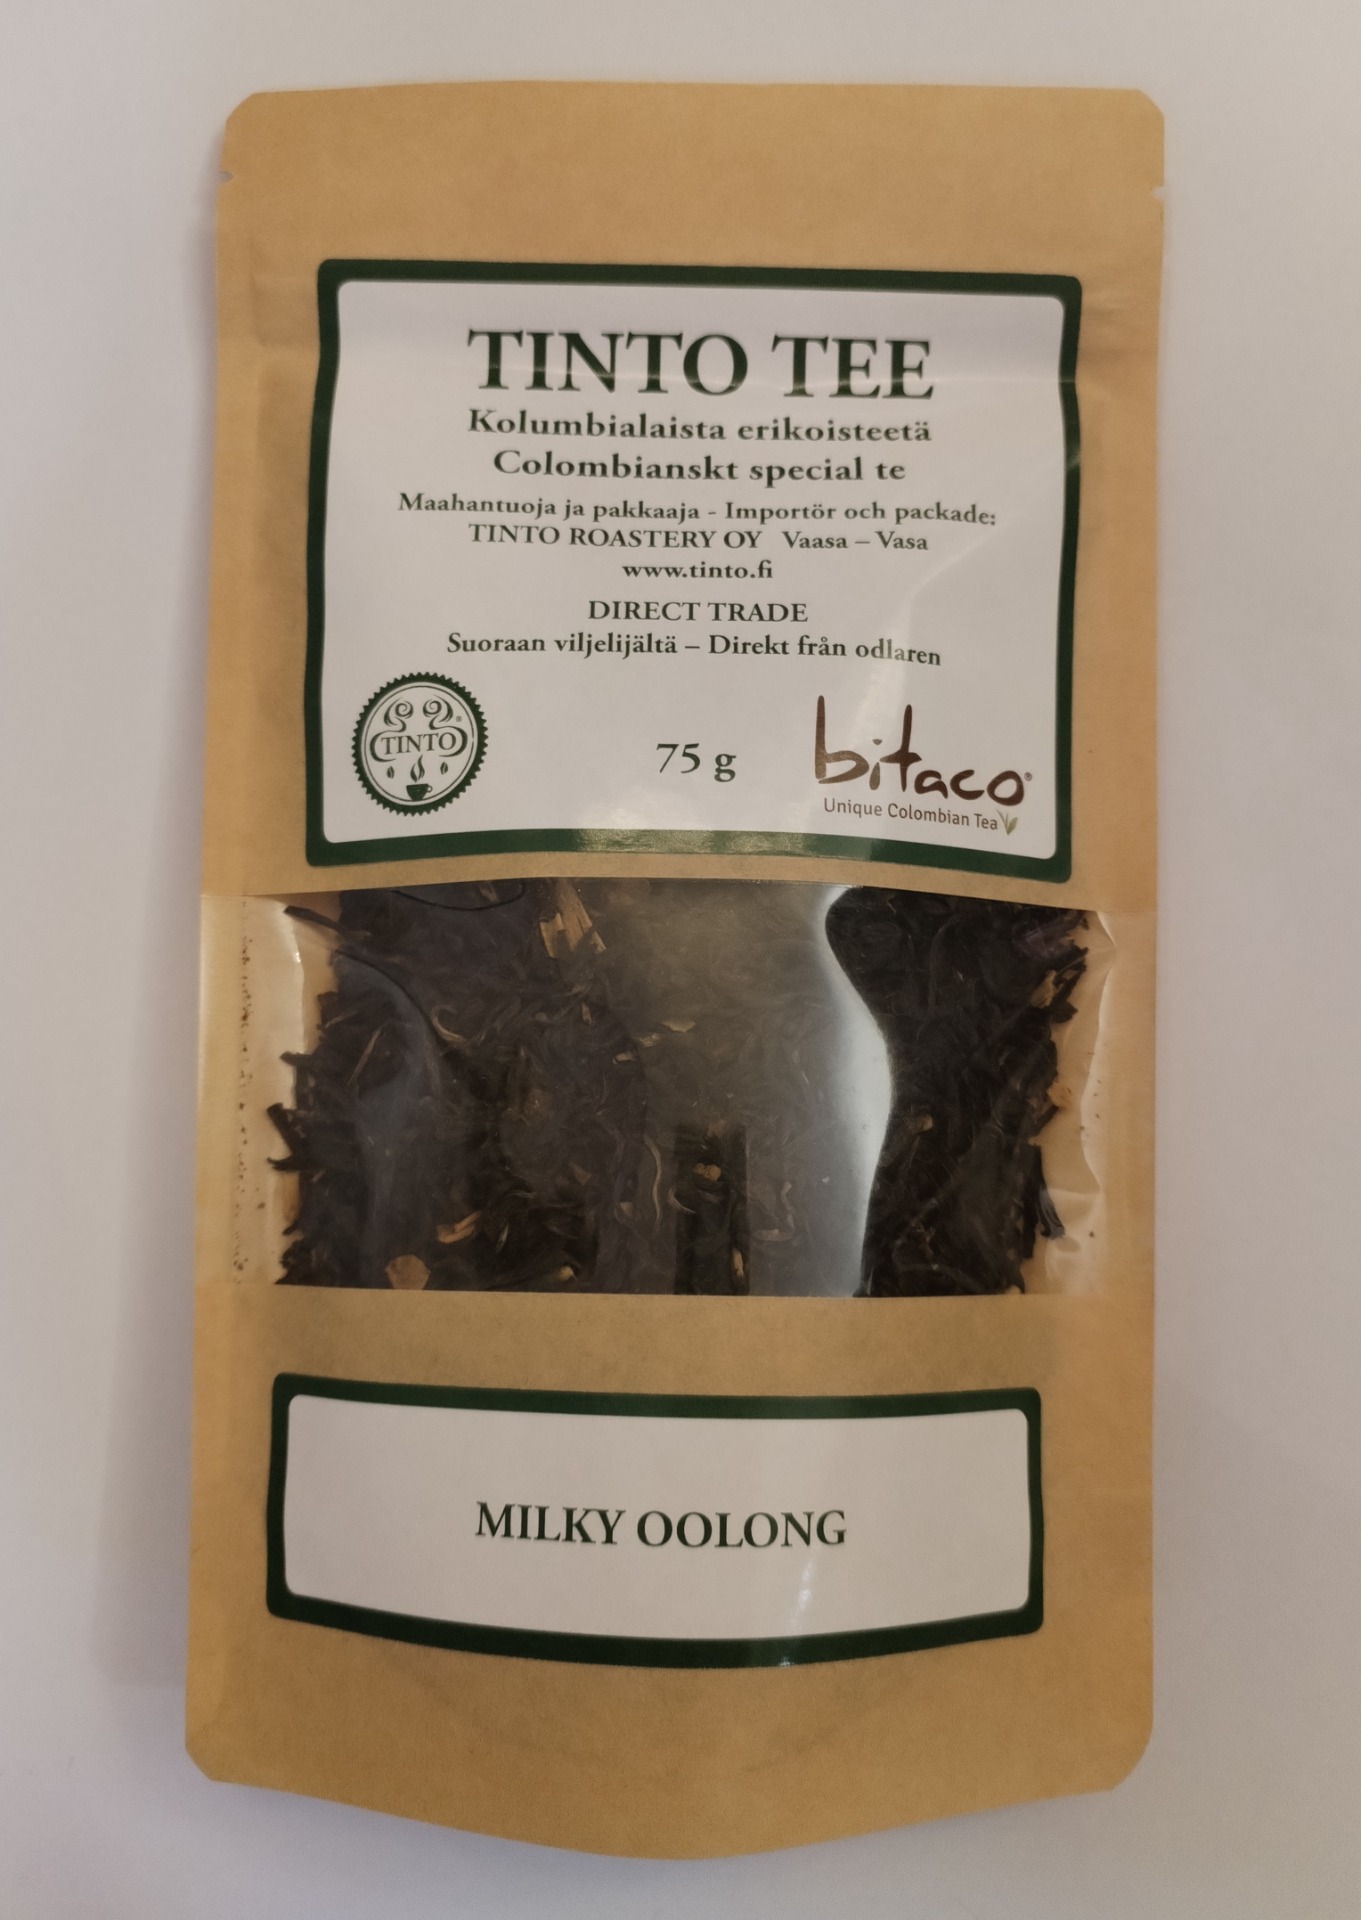 TINTO TEE
Kolumbialaista erikoisteetä
Colombianskt special te
Maahantuoja ja pakkaaja - Importör och packade:
TINTO ROASTERY OY Vaasa – Vasa
www.tinto.fi
DIRECT TRADE
Suoraan viljelijältä – Direkt från odlaren
TINTO®
75 g
bitaco®
Unique Colombian Tea
MILKY OOLONG